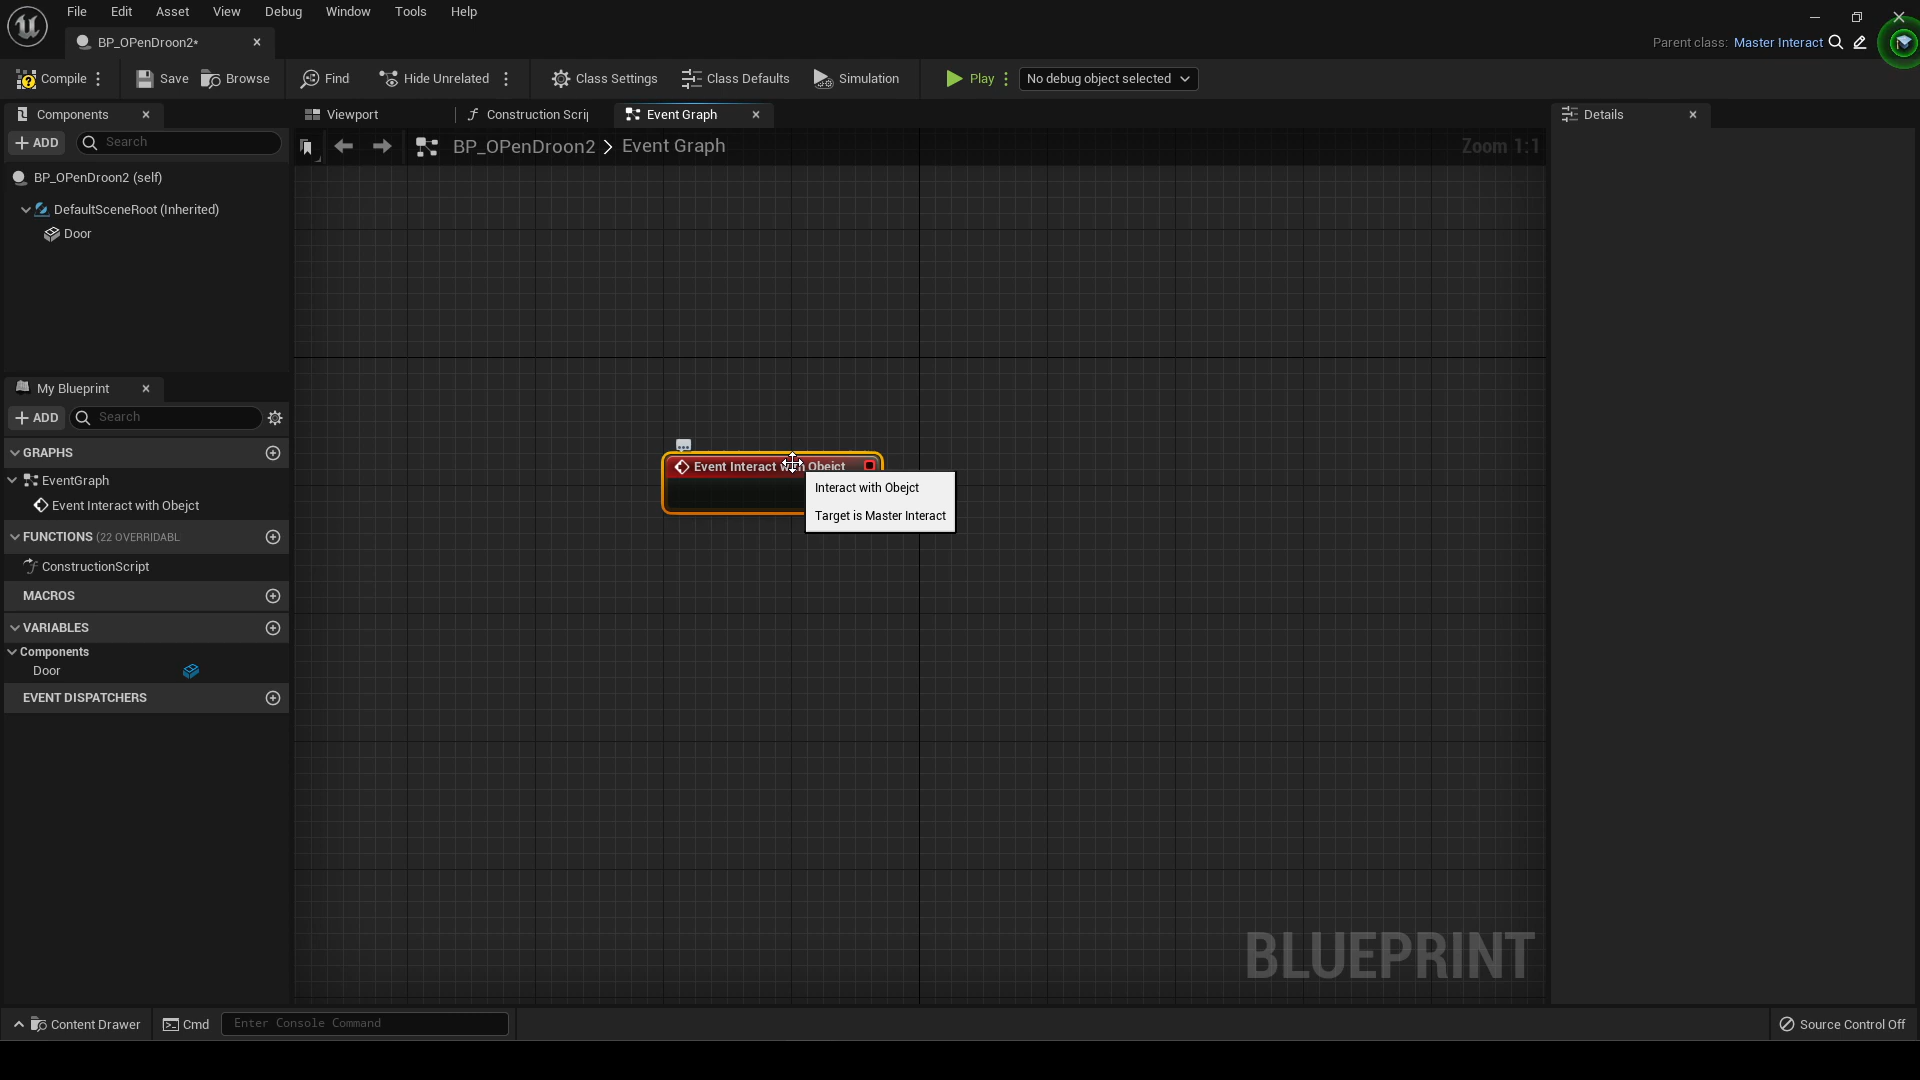 File Edit Asset View Debug Window Tools Help
BP_OPenDroon2*
Parent class: Master Interact
Compile Save Browse Find Hide Unrelated Class Settings Class Defaults Simulation Play No debug object selected
Components Viewport Construction Scrij Event Graph Details
ADD Search
BP_OPenDroon2 > Event Graph Zoom 1:1
BP_OPenDroon2 (self)
DefaultSceneRoot (Inherited)
Door
My Blueprint
ADD Search
GRAPHS
EventGraph
Event Interact with Obejct
FUNCTIONS (22 OVERRIDABL
ConstructionScript
MACROS
VARIABLES
Components
Door
EVENT DISPATCHERS
Event Interact with Obejct
Interact with Obejct
Target is Master Interact
BLUEPRINT
Content Drawer Cmd Enter Console Command Source Control Off